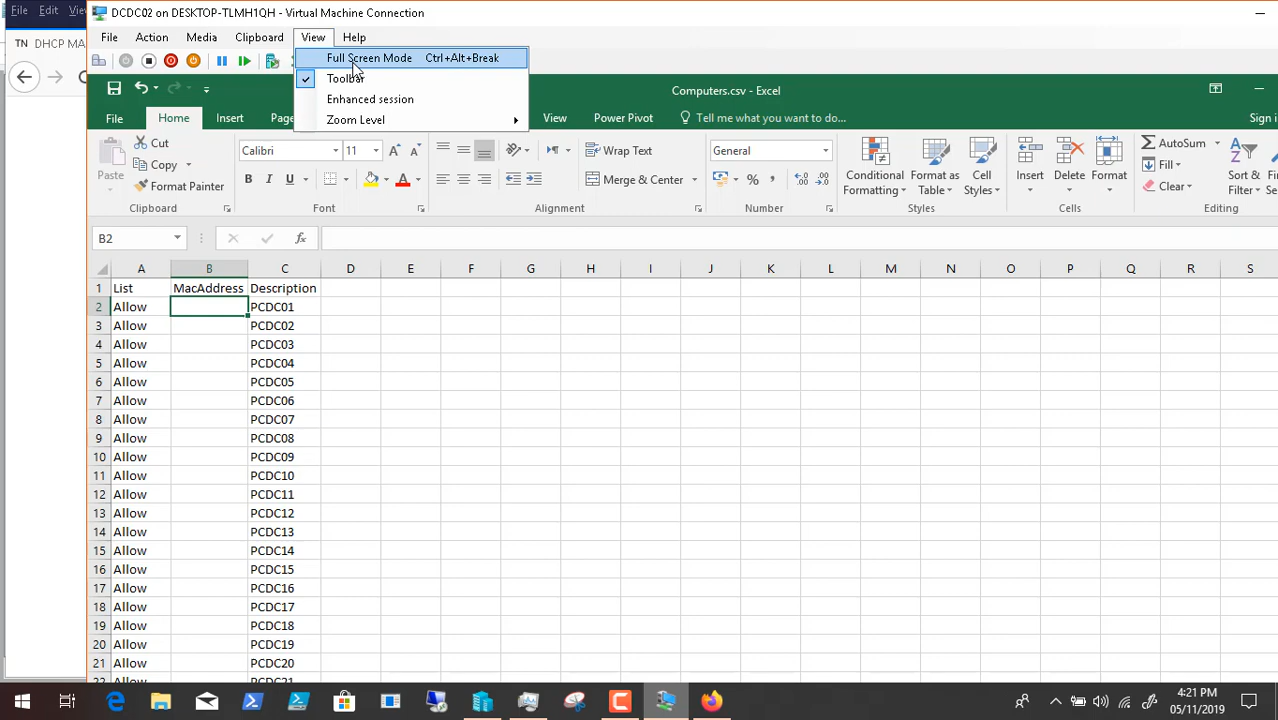 File Edit Vi
DCDC02 on DESKTOP-TLMH1QH - Virtual Machine Connection
TN DHCP MA
File Action Media Clipboard View Help
Full Screen Mode Ctrl+Alt+Break
Toolbar
Enhanced session
Zoom Level
Computers.csv - Excel
File Home Insert Page View Power Pivot Tell me what you want to do... Sign i
Paste
Cut
Copy
Format Painter
Clipboard
Calibri 11
B I U
Font
Wrap Text
Merge & Center
Alignment
General
Number
Conditional Formatting
Format as Table
Cell Styles
Styles
Insert
Delete
Format
Cells
AutoSum
Fill
Clear
Sort & Filter
Editing
B2
fx
A B C D E F G H I J K L M N O P Q R S
1 List MacAddress Description
2 Allow PCDC01
3 Allow PCDC02
4 Allow PCDC03
5 Allow PCDC04
6 Allow PCDC05
7 Allow PCDC06
8 Allow PCDC07
9 Allow PCDC08
10 Allow PCDC09
11 Allow PCDC10
12 Allow PCDC11
13 Allow PCDC12
14 Allow PCDC13
15 Allow PCDC14
16 Allow PCDC15
17 Allow PCDC16
18 Allow PCDC17
19 Allow PCDC18
20 Allow PCDC19
21 Allow PCDC20
22 Allow PCDC21
4:21 PM
05/11/2019